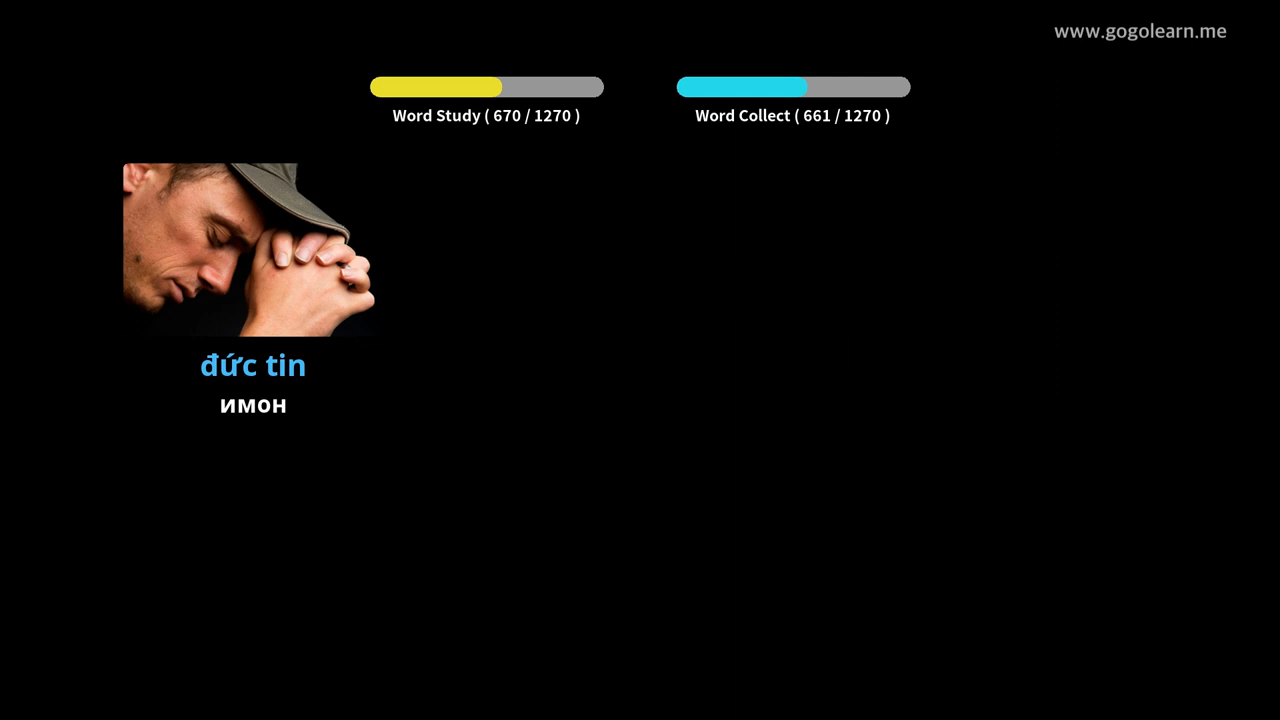 www.gogolearn.me
Word Study ( 670 / 1270 )
Word Collect ( 661 / 1270 )
đức tin
имон